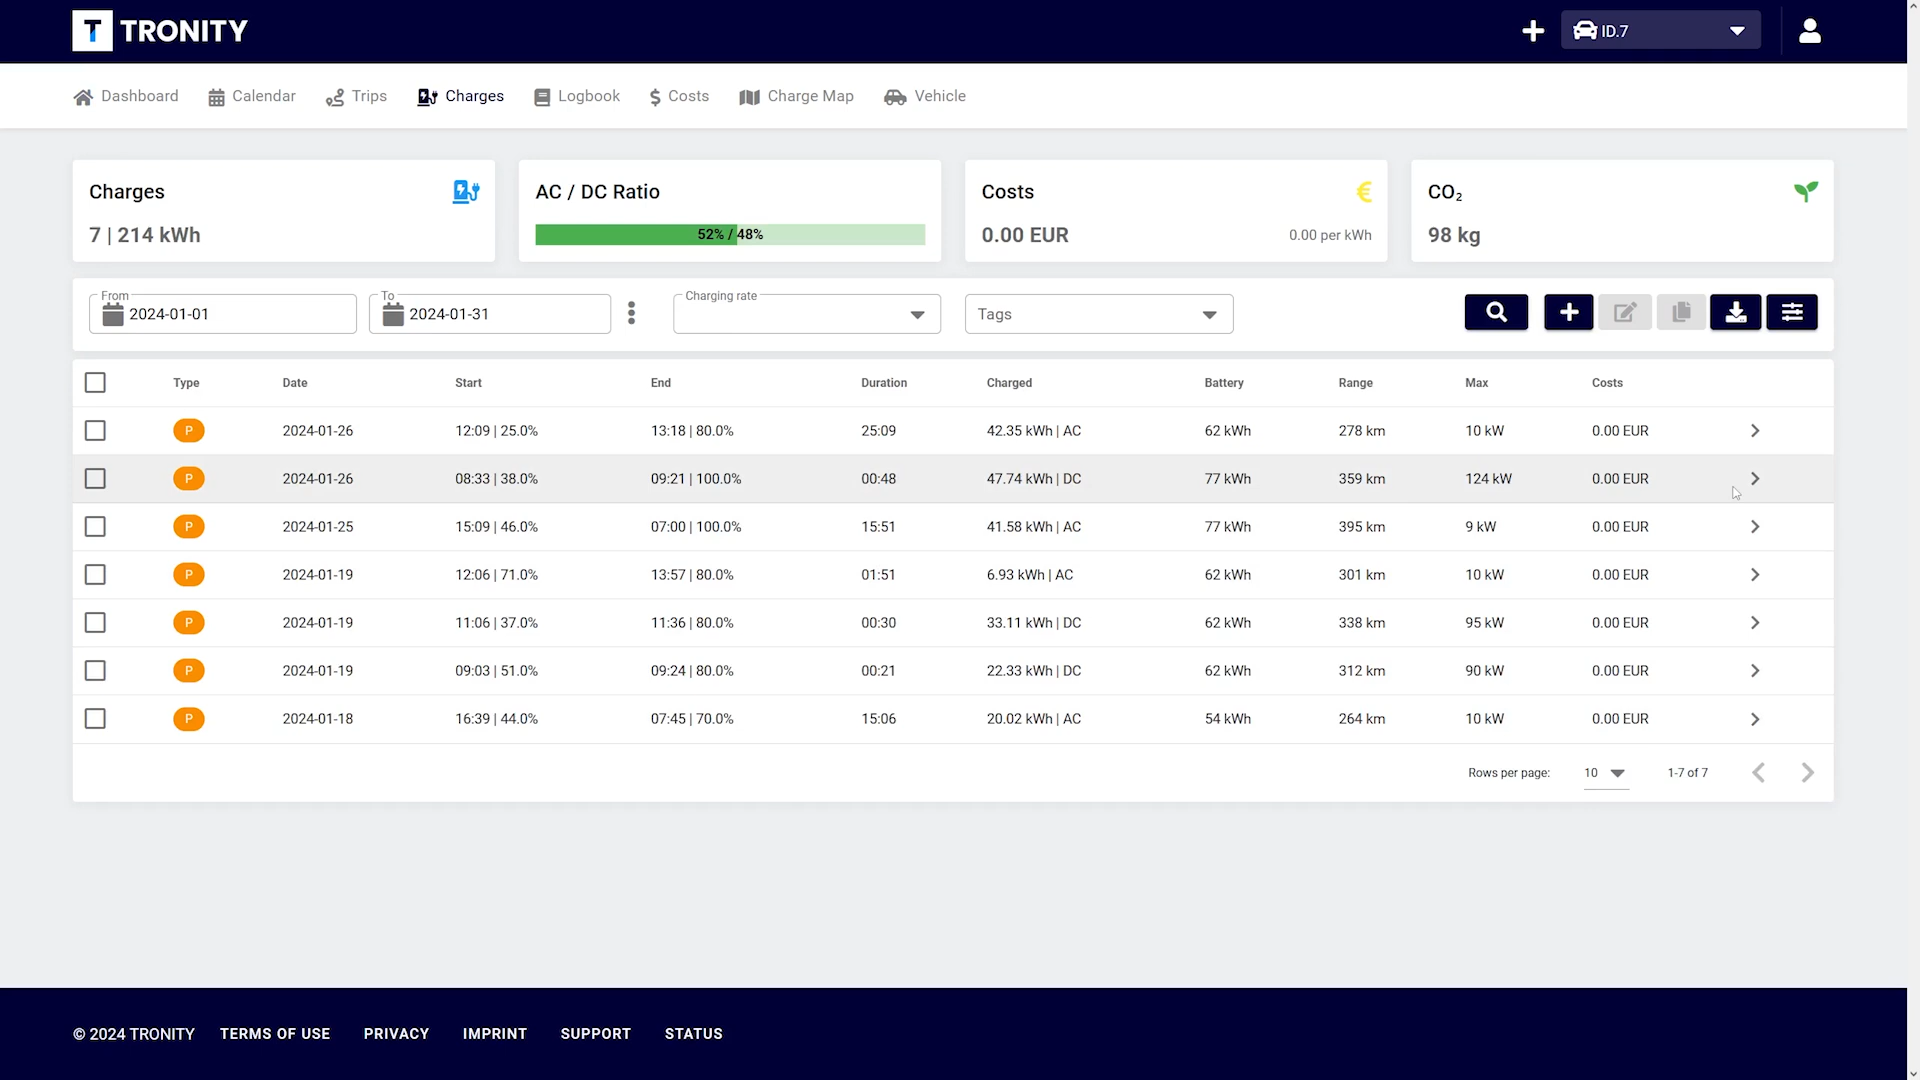 T TRONITY
ID.7
Dashboard Calendar Trips Charges Logbook $ Costs Charge Map Vehicle
Charges
7 | 214 kWh
AC / DC Ratio
52% / 48%
Costs €
0.00 EUR 0.00 per kWh
CO₂
98 kg
From 2024-01-01
To 2024-01-31
Charging rate
Tags
Type Date Start End Duration Charged Battery Range Max Costs
P 2024-01-26 12:09 | 25.0% 13:18 | 80.0% 25:09 42.35 kWh | AC 62 kWh 278 km 10 kW 0.00 EUR
P 2024-01-26 08:33 | 38.0% 09:21 | 100.0% 00:48 47.74 kWh | DC 77 kWh 359 km 124 kW 0.00 EUR
P 2024-01-25 15:09 | 46.0% 07:00 | 100.0% 15:51 41.58 kWh | AC 77 kWh 395 km 9 kW 0.00 EUR
P 2024-01-19 12:06 | 71.0% 13:57 | 80.0% 01:51 6.93 kWh | AC 62 kWh 301 km 10 kW 0.00 EUR
P 2024-01-19 11:06 | 37.0% 11:36 | 80.0% 00:30 33.11 kWh | DC 62 kWh 338 km 95 kW 0.00 EUR
P 2024-01-19 09:03 | 51.0% 09:24 | 80.0% 00:21 22.33 kWh | DC 62 kWh 312 km 90 kW 0.00 EUR
P 2024-01-18 16:39 | 44.0% 07:45 | 70.0% 15:06 20.02 kWh | AC 54 kWh 264 km 10 kW 0.00 EUR
Rows per page: 10 1-7 of 7
© 2024 TRONITY TERMS OF USE PRIVACY IMPRINT SUPPORT STATUS